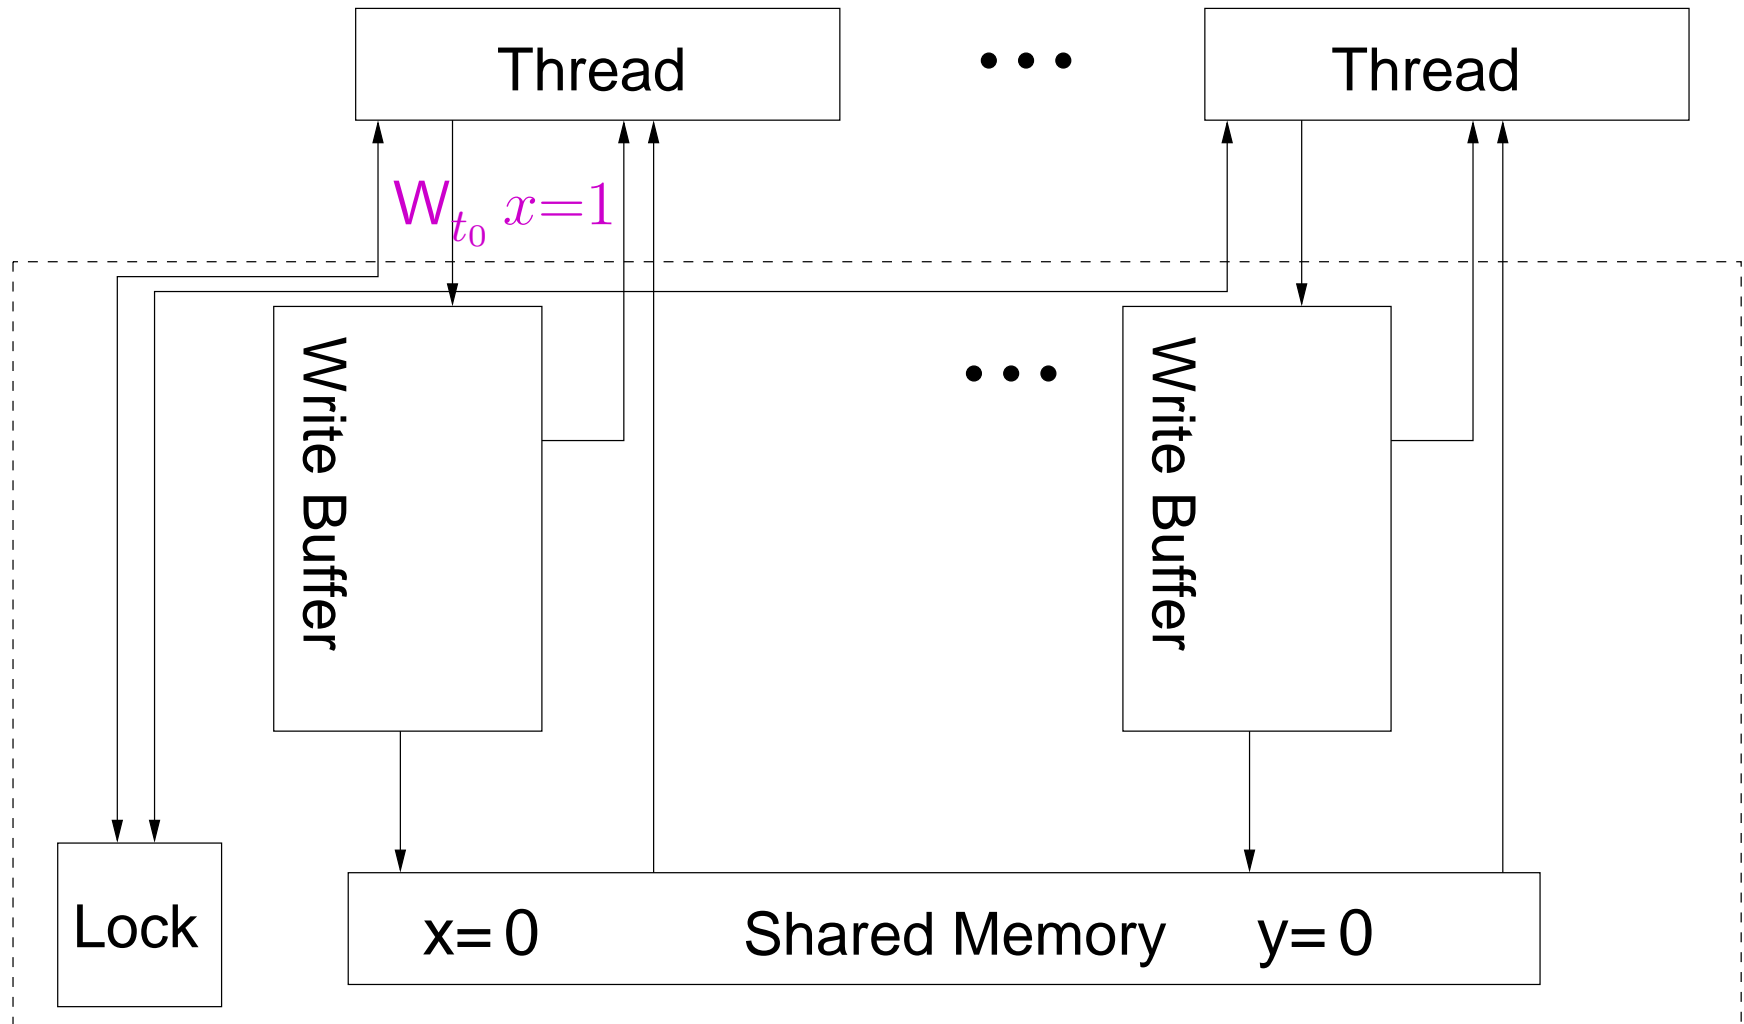 Thread
Thread
W_{t_0} x=1
Write Buffer
Write Buffer
Lock
x= 0
Shared Memory
y= 0